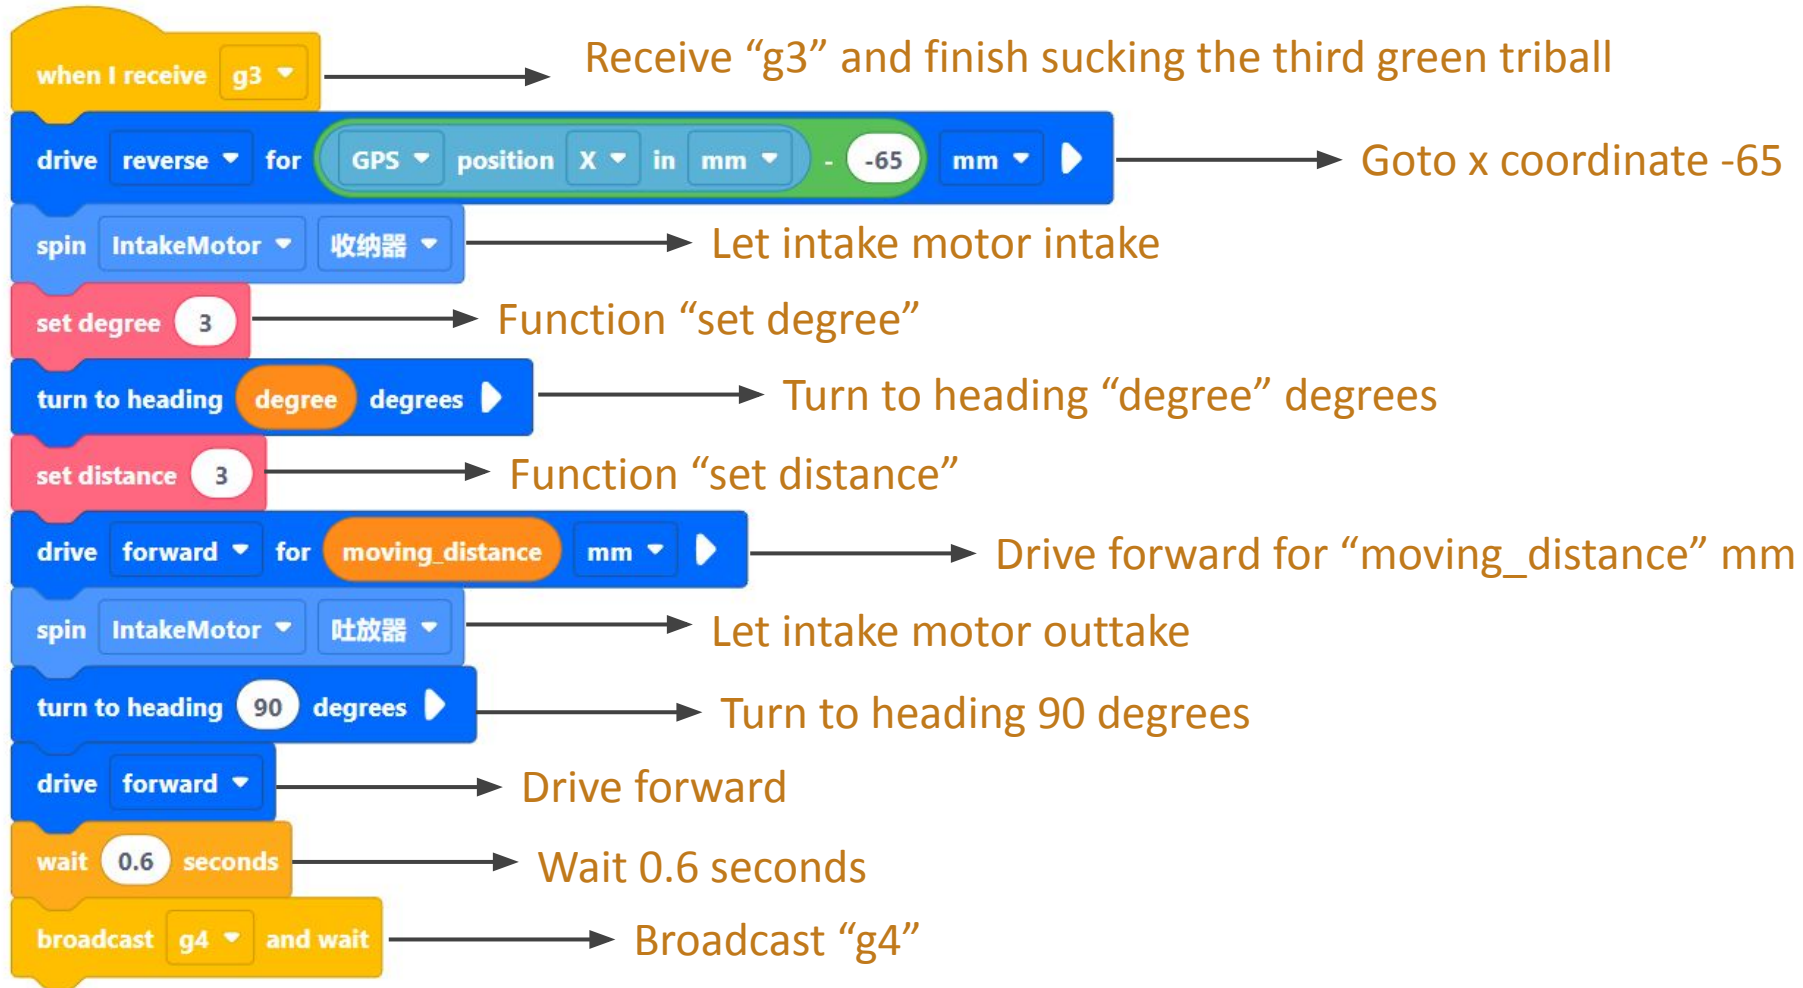 when I receive g3 Receive “g3” and finish sucking the third green triball
drive reverse for GPS position X in mm - -65 mm Goto x coordinate -65
spin IntakeMotor 收纳器 Let intake motor intake
set degree 3 Function “set degree”
turn to heading degree degrees Turn to heading “degree” degrees
set distance 3 Function “set distance”
drive forward for moving_distance mm Drive forward for “moving_distance” mm
spin IntakeMotor 吐放器 Let intake motor outtake
turn to heading 90 degrees Turn to heading 90 degrees
drive forward Drive forward
wait 0.6 seconds Wait 0.6 seconds
broadcast g4 and wait Broadcast “g4”